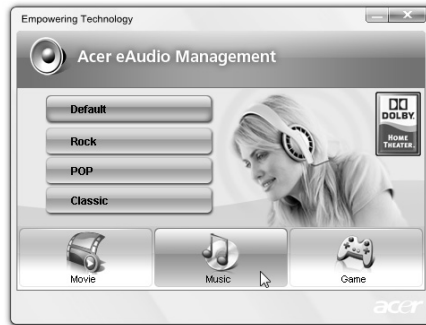 Empowering Technology
Acer eAudio Management
Default
Rock
POP
Classic
DOLBY.
HOME
THEATER.
Movie
Music
Game
acer